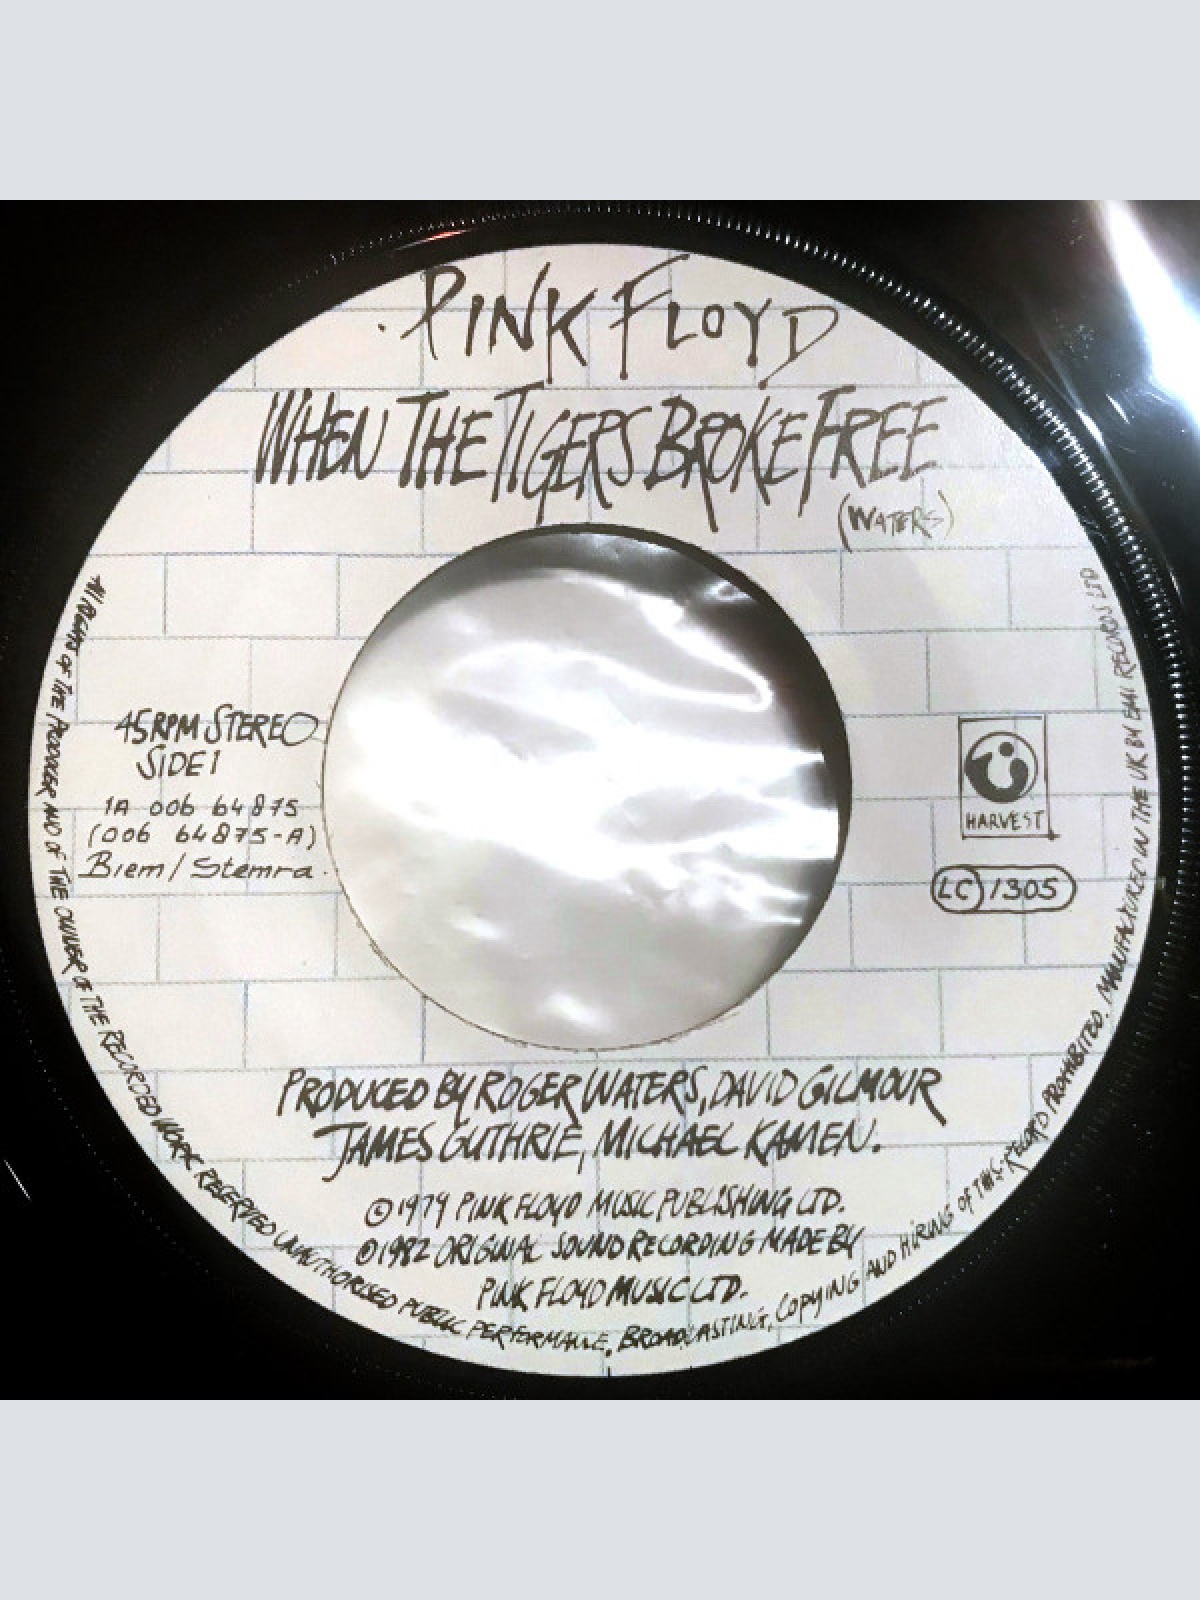 PINK FLOYD
WHEN THE TIGERS BROKE FREE
(WATERS)
45 RPM STEREO
SIDE 1
1A 006 64875
(006 64875-A)
Biem/Stemra.
HARVEST
LC 1305
PRODUCED BY ROGER WATERS, DAVID GILMOUR
JAMES GUTHRIE, MICHAEL KAMEN.
©1979 PINK FLOYD MUSIC PUBLISHING LTD.
℗1982 ORIGINAL SOUND RECORDING MADE BY
PINK FLOYD MUSIC LTD.
All RIGHTS OF THE PRODUCER AND OF THE OWNER OF THE RECORDED WORK RESERVED UNAUTHORISED PUBLIC PERFORMANCE, BROADCASTING, COPYING AND HIRING OF THIS RECORD PROHIBITED. MANUFACTURED IN THE UK BY EMI RECORDS LTD